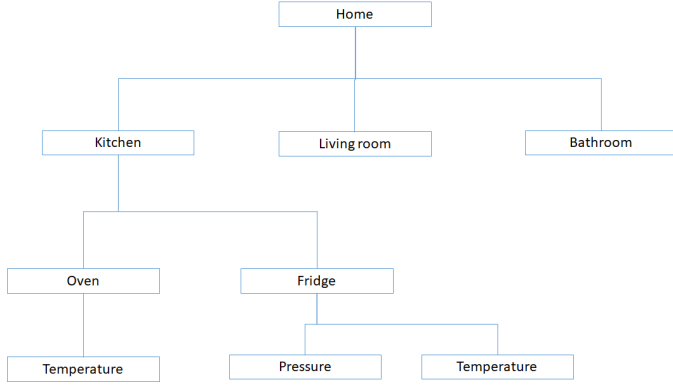 Home
Kitchen
Living room
Bathroom
Oven
Fridge
Temperature
Pressure
Temperature